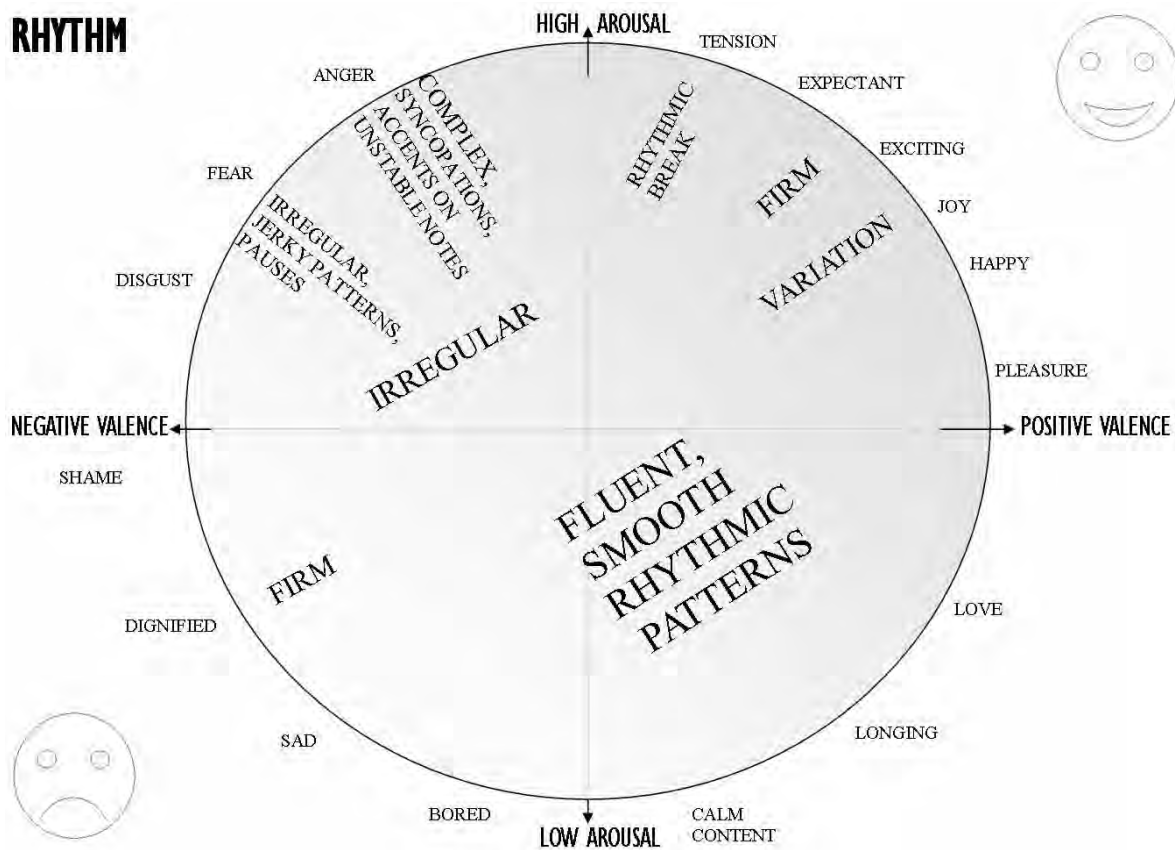 RHYTHM
HIGH AROUSAL
TENSION
ANGER
EXPECTANT
COMPLEX,
SYNCOPATIONS,
ACCENTS ON
UNSTABLE NOTES
RHYTHMIC
BREAK
EXCITING
FEAR
FIRM
JOY
IRREGULAR,
JERKY PATTERNS,
PAUSES
VARIATION
HAPPY
DISGUST
IRREGULAR
PLEASURE
NEGATIVE VALENCE
POSITIVE VALENCE
SHAME
FLUENT,
SMOOTH
RHYTHMIC
PATTERNS
FIRM
DIGNIFIED
LOVE
SAD
LONGING
BORED
CALM
CONTENT
LOW AROUSAL